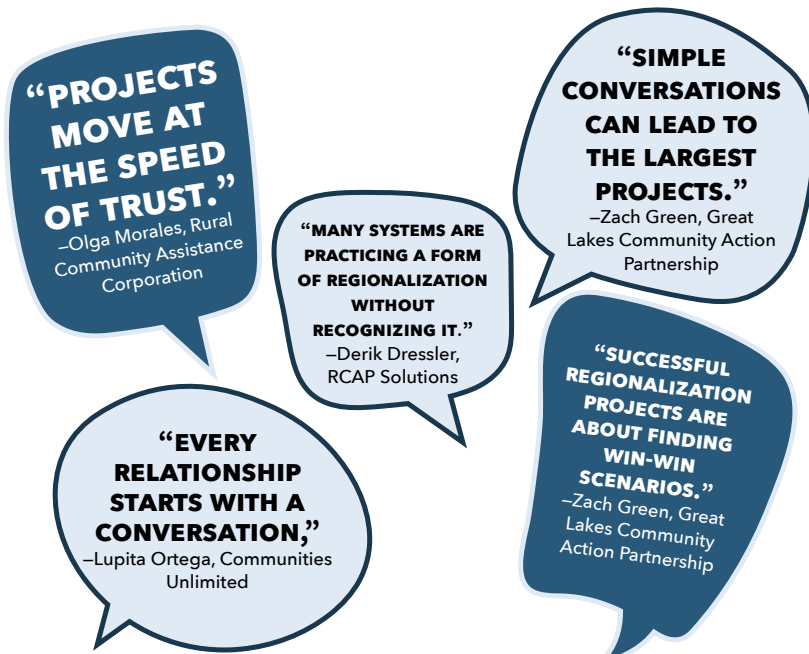 “PROJECTS
MOVE AT
THE SPEED
OF TRUST.”
—Olga Morales, Rural
Community Assistance
Corporation
“SIMPLE
CONVERSATIONS
CAN LEAD TO
THE LARGEST
PROJECTS.”
—Zach Green, Great
Lakes Community Action
Partnership
“MANY SYSTEMS ARE
PRACTICING A FORM
OF REGIONALIZATION
WITHOUT
RECOGNIZING IT.”
—Derik Dressler,
RCAP Solutions
“SUCCESSFUL
REGIONALIZATION
PROJECTS ARE
ABOUT FINDING
WIN-WIN
SCENARIOS.”
—Zach Green, Great
Lakes Community
Action Partnership
“EVERY
RELATIONSHIP
STARTS WITH A
CONVERSATION,”
—Lupita Ortega, Communities
Unlimited